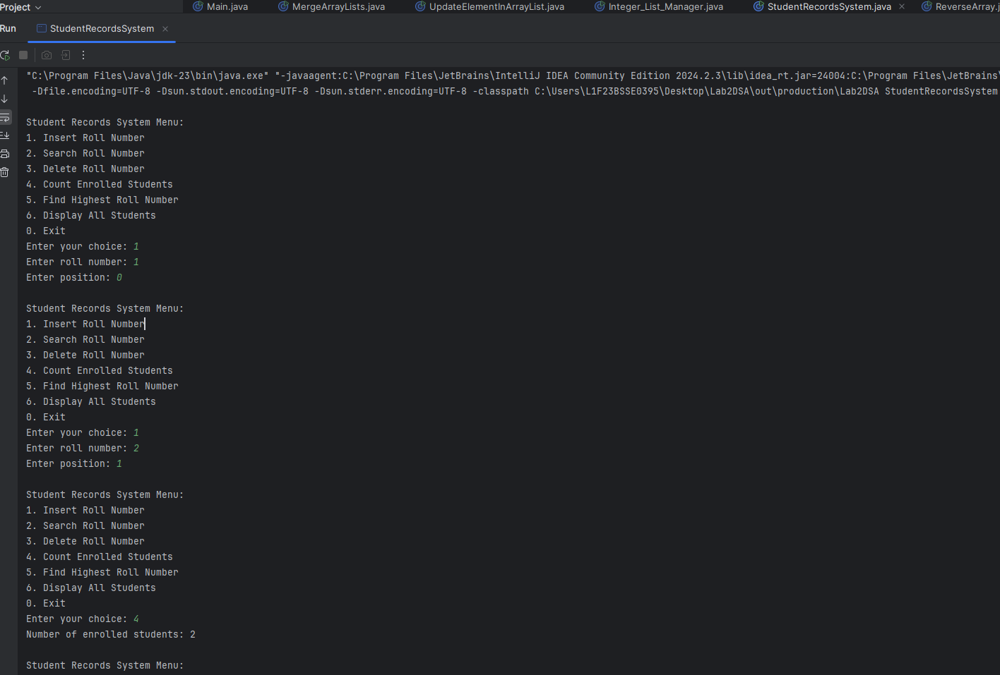 Project
Main.java
MergeArrayLists.java
UpdateElementInArrayList.java
Integer_List_Manager.java
StudentRecordsSystem.java
ReverseArray.j
Run
StudentRecordsSystem
"C:\Program Files\Java\jdk-23\bin\java.exe" "-javaagent:C:\Program Files\JetBrains\IntelliJ IDEA Community Edition 2024.2.3\lib\idea_rt.jar=24004:C:\Program Files\JetBrains\
-Dfile.encoding=UTF-8 -Dsun.stdout.encoding=UTF-8 -Dsun.stderr.encoding=UTF-8 -classpath C:\Users\L1F23BSSE0395\Desktop\Lab2DSA\out\production\Lab2DSA StudentRecordsSystem
Student Records System Menu:
1. Insert Roll Number
2. Search Roll Number
3. Delete Roll Number
4. Count Enrolled Students
5. Find Highest Roll Number
6. Display All Students
0. Exit
Enter your choice: 1
Enter roll number: 1
Enter position: 0
Student Records System Menu:
1. Insert Roll Number
2. Search Roll Number
3. Delete Roll Number
4. Count Enrolled Students
5. Find Highest Roll Number
6. Display All Students
0. Exit
Enter your choice: 1
Enter roll number: 2
Enter position: 1
Student Records System Menu:
1. Insert Roll Number
2. Search Roll Number
3. Delete Roll Number
4. Count Enrolled Students
5. Find Highest Roll Number
6. Display All Students
0. Exit
Enter your choice: 4
Number of enrolled students: 2
Student Records System Menu: